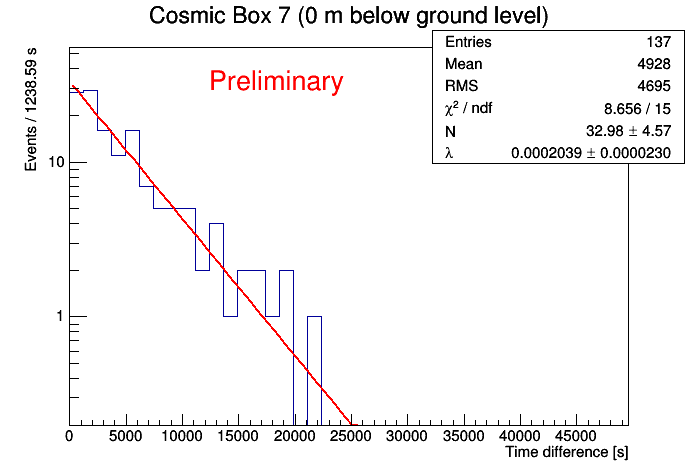 Cosmic Box 7 (0 m below ground level)
Entries 137
Mean 4928
RMS 4695
χ² / ndf 8.656 / 15
N 32.98 ± 4.57
λ 0.0002039 ± 0.0000230
Preliminary
Events / 1238.59 s
10
1
0 5000 10000 15000 20000 25000 30000 35000 40000 45000
Time difference [s]